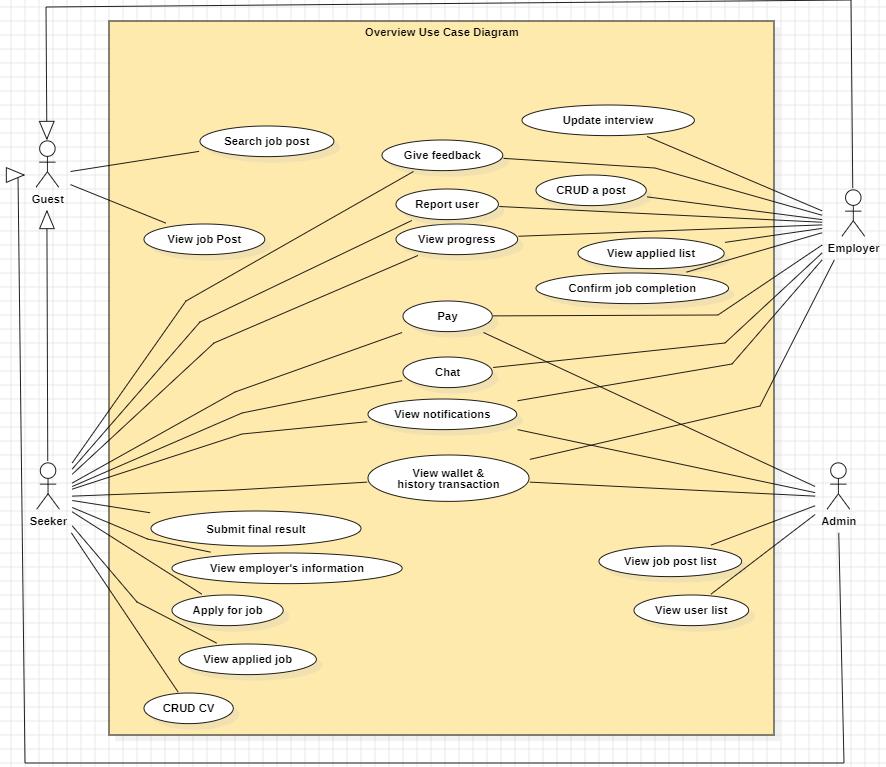 Overview Use Case Diagram
Update interview
Search job post
Give feedback
CRUD a post
Guest
Report user
View job Post
View progress
Employer
View applied list
Confirm job completion
Pay
Chat
View notifications
View wallet &
history transaction
Seeker
Admin
Submit final result
View employer's information
View job post list
Apply for job
View user list
View applied job
CRUD CV